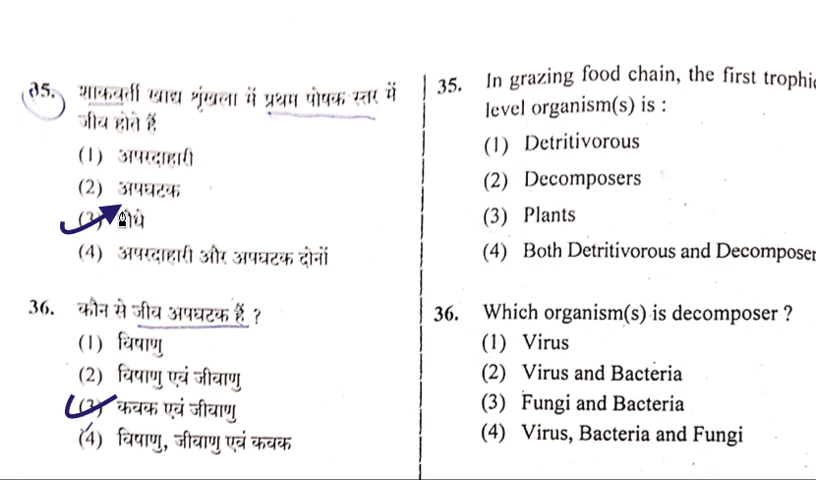 35. शाकवर्ती खाद्य शृंखला में प्रथम पोषक स्तर में
जीव होते हैं
(1) अपरदाहारी
(2) अपघटक
(3) पौधे
(4) अपरदाहारी और अपघटक दोनों
36. कौन से जीव अपघटक हैं ?
(1) विषाणु
(2) विषाणु एवं जीवाणु
(3) कवक एवं जीवाणु
(4) विषाणु, जीवाणु एवं कवक
35. In grazing food chain, the first trophic
level organism(s) is :
(1) Detritivorous
(2) Decomposers
(3) Plants
(4) Both Detritivorous and Decomposer
36. Which organism(s) is decomposer ?
(1) Virus
(2) Virus and Bacteria
(3) Fungi and Bacteria
(4) Virus, Bacteria and Fungi